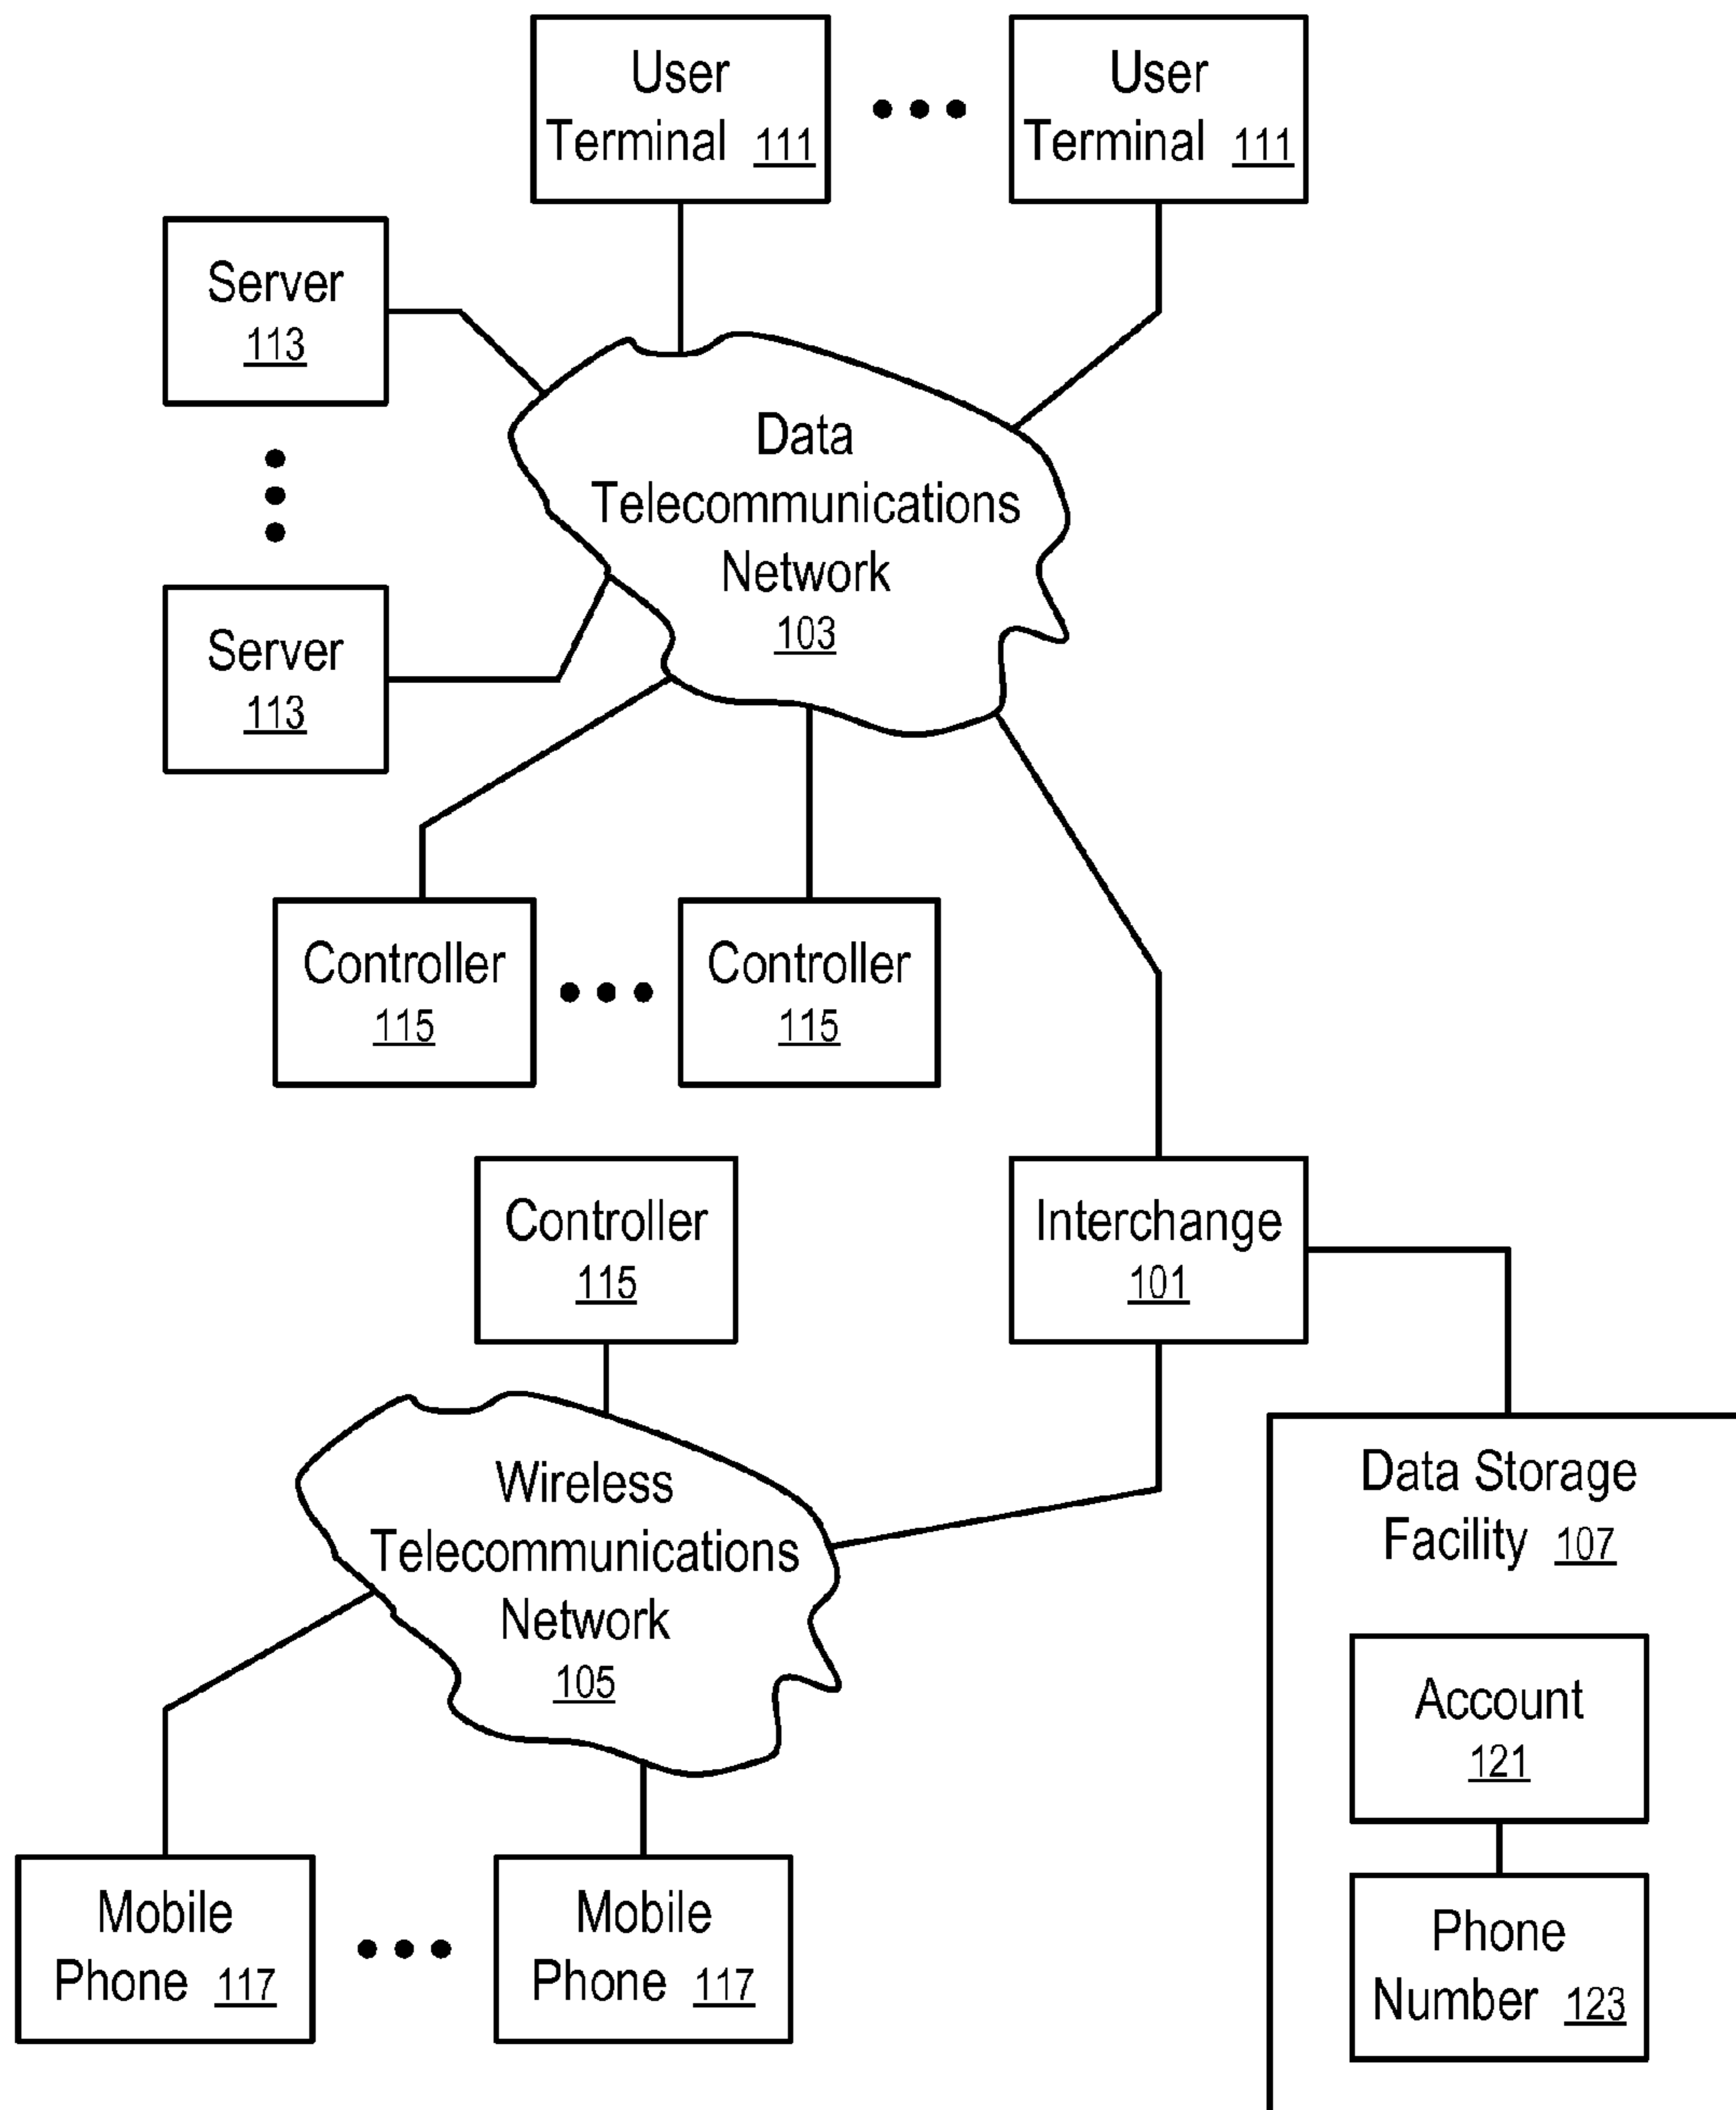 User
Terminal 111
User
Terminal 111
Server
113
Data
Telecommunications
Network
103
Server
113
Controller
115
Controller
115
Controller
115
Interchange
101
Wireless
Telecommunications
Network
105
Data Storage
Facility 107
Account
121
Phone
Number 123
Mobile
Phone 117
Mobile
Phone 117